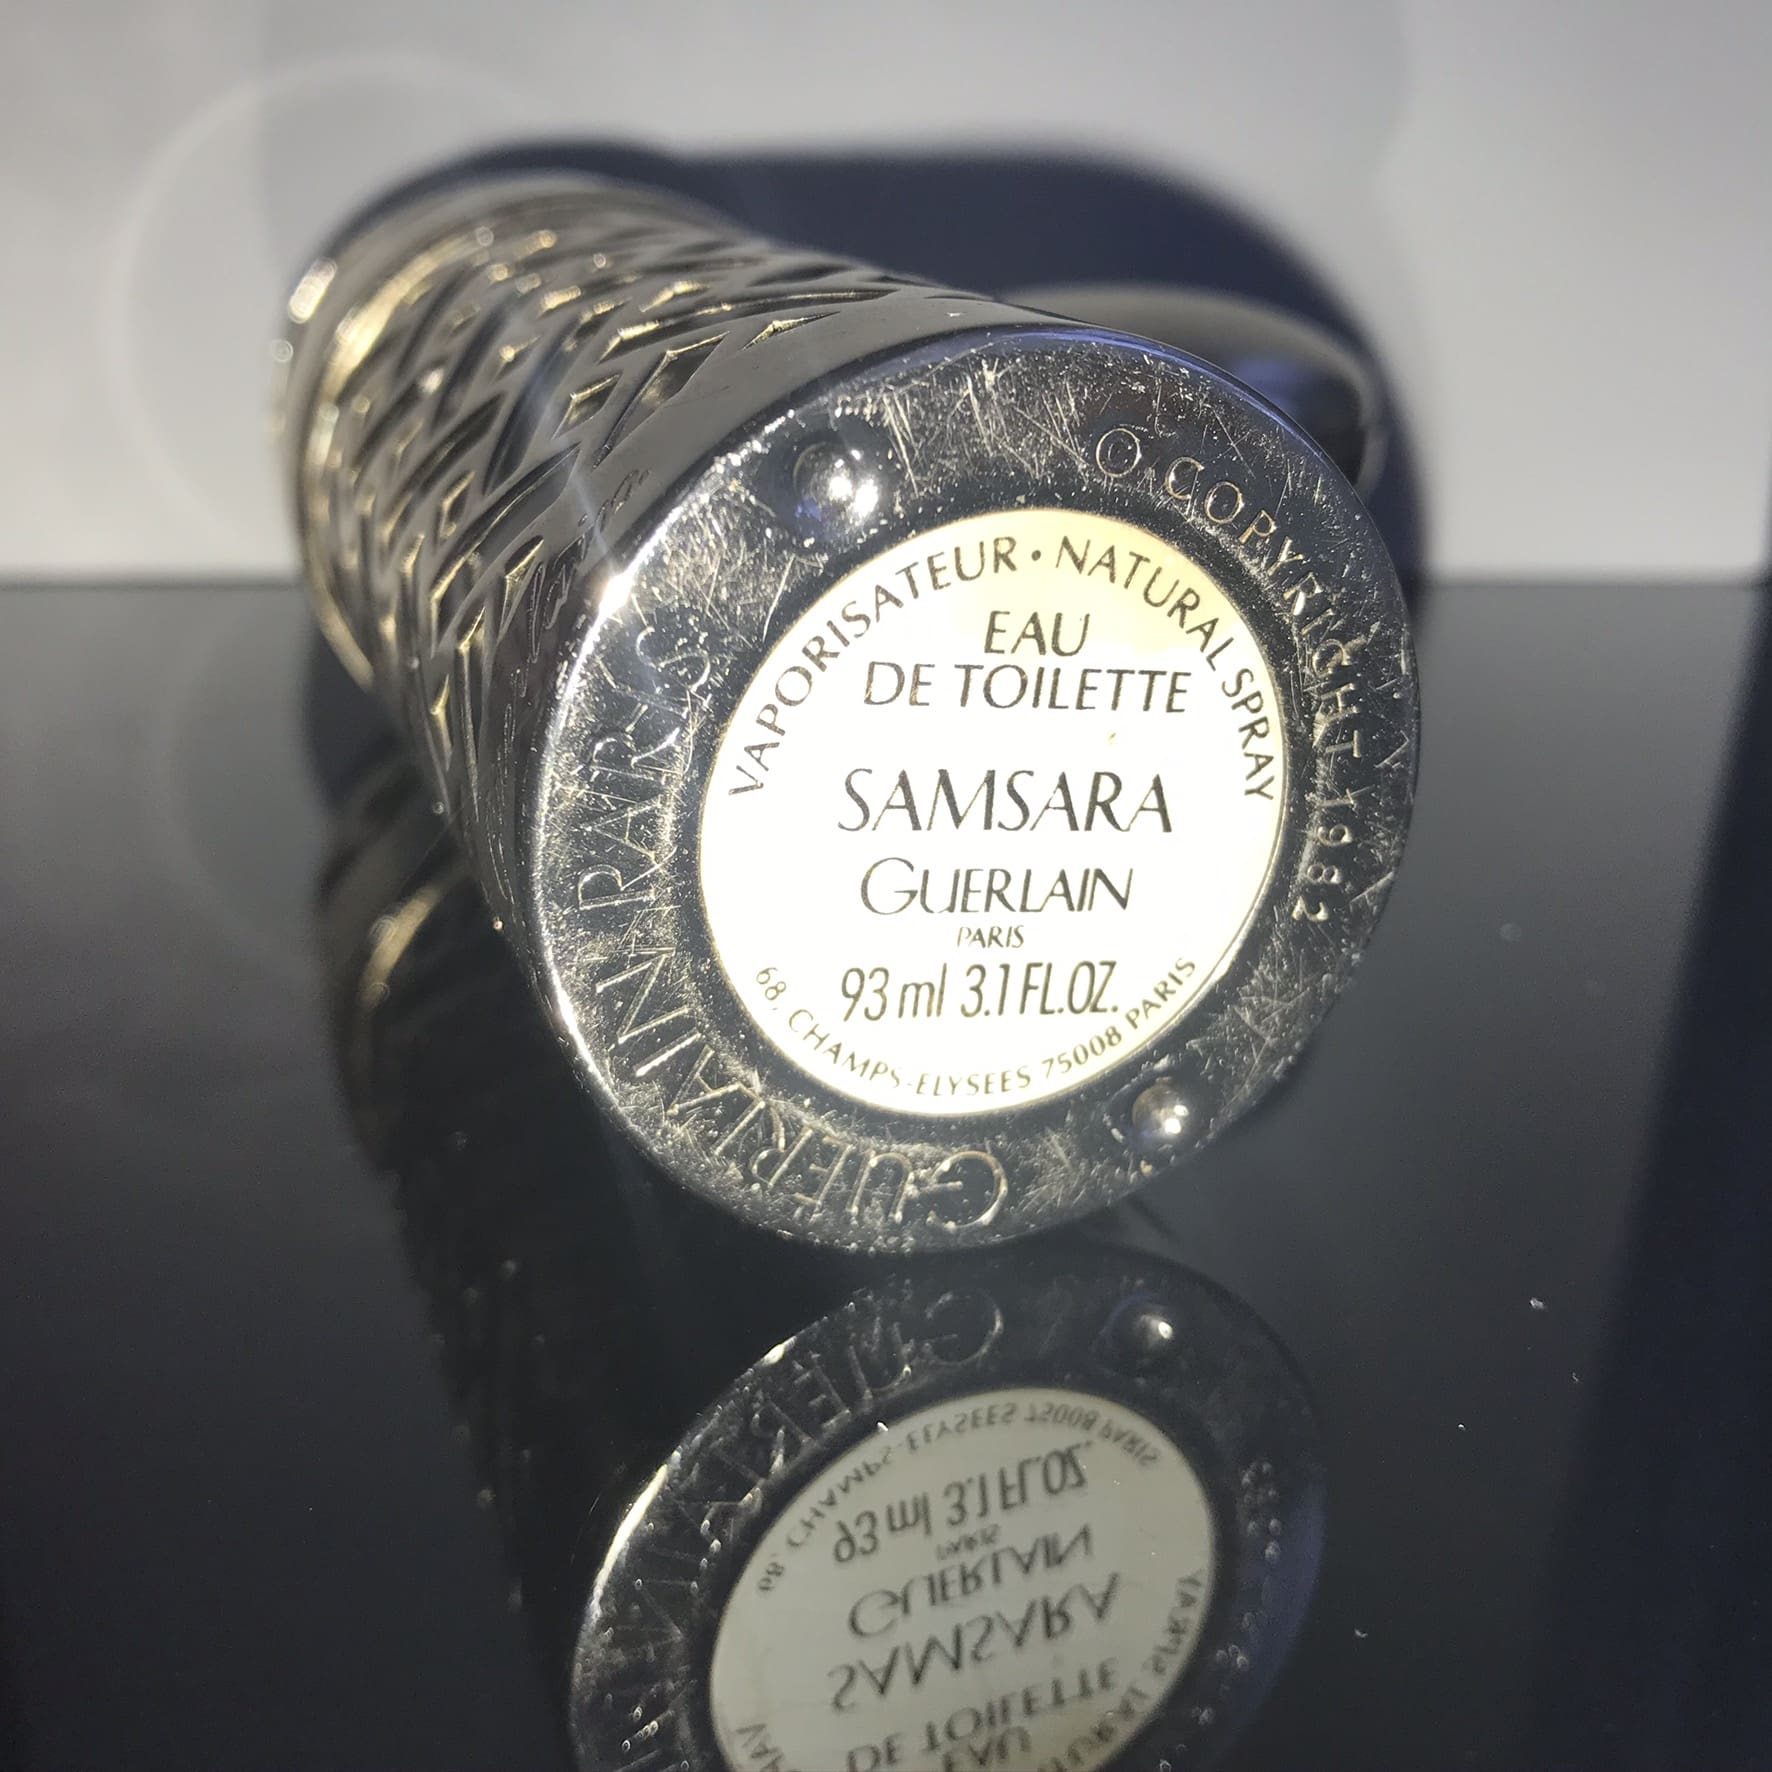 © COPYRIGHT 1982
GUERLAIN PARIS
VAPORISATEUR • NATURAL SPRAY
EAU
DE TOILETTE
SAMSARA
GUERLAIN
PARIS
93 ml 3.1 FL.OZ.
68, CHAMPS-ELYSEES 75008 PARIS